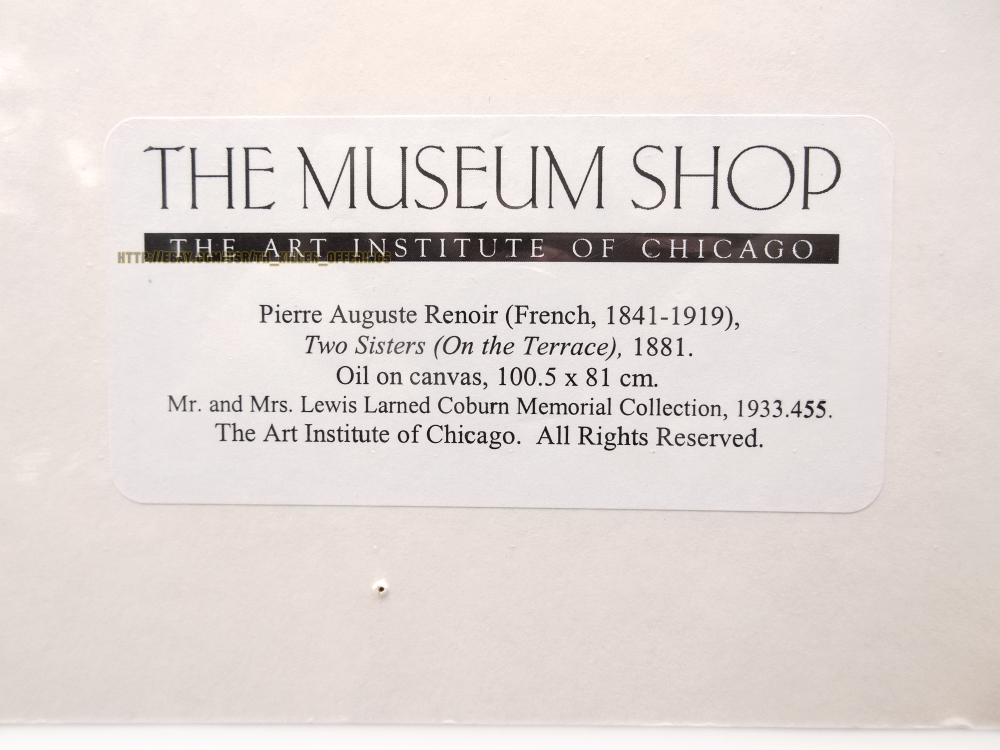 THE MUSEUM SHOP
THE ART INSTITUTE OF CHICAGO
Pierre Auguste Renoir (French, 1841-1919),
Two Sisters (On the Terrace), 1881.
Oil on canvas, 100.5 x 81 cm.
Mr. and Mrs. Lewis Larned Coburn Memorial Collection, 1933.455.
The Art Institute of Chicago.  All Rights Reserved.